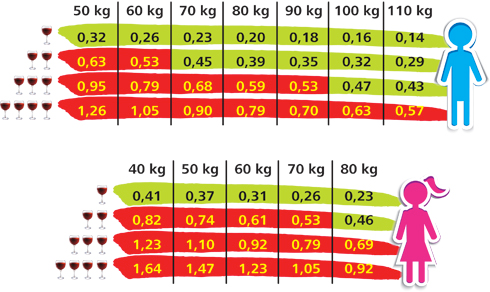 50 kg 60 kg 70 kg 80 kg 90 kg 100 kg 110 kg
0,32 0,26 0,23 0,20 0,18 0,16 0,14
0,63 0,53 0,45 0,39 0,35 0,32 0,29
0,95 0,79 0,68 0,59 0,53 0,47 0,43
1,26 1,05 0,90 0,79 0,70 0,63 0,57
40 kg 50 kg 60 kg 70 kg 80 kg
0,41 0,37 0,31 0,26 0,23
0,82 0,74 0,61 0,53 0,46
1,23 1,10 0,92 0,79 0,69
1,64 1,47 1,23 1,05 0,92